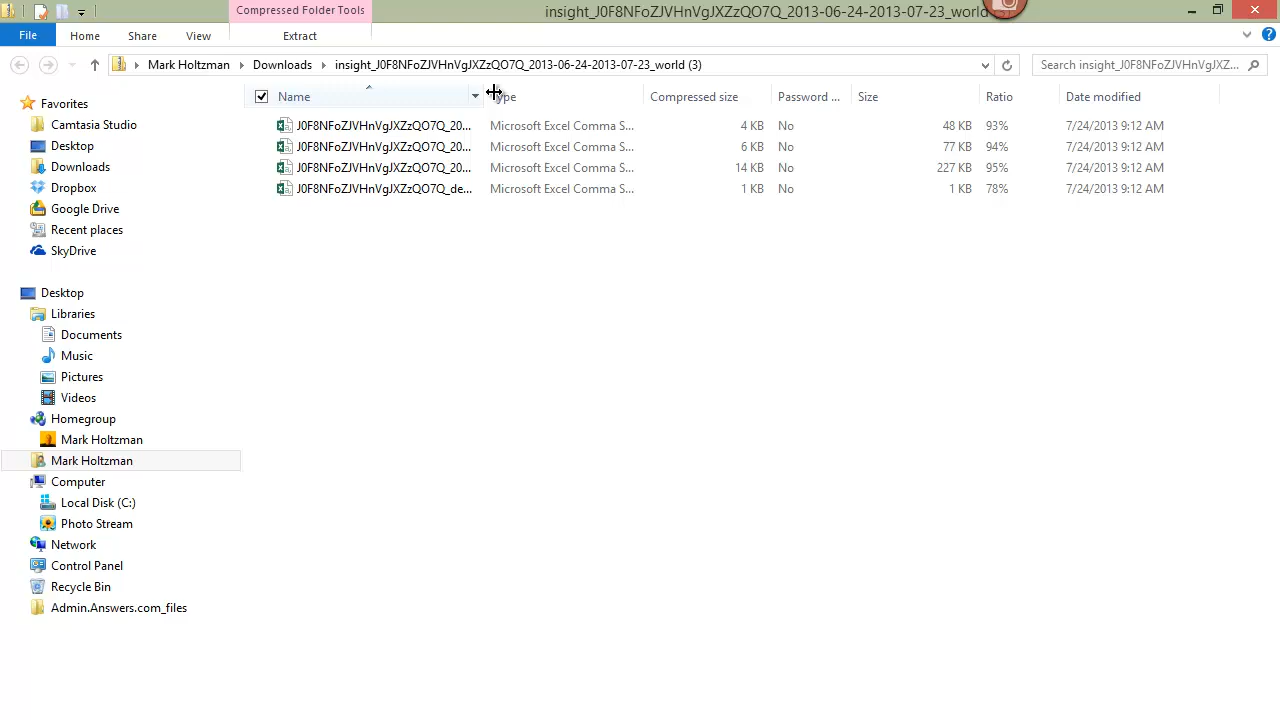 Compressed Folder Tools
insight_J0F8NFoZJVHnVgJXZzQO7Q_2013-06-24-2013-07-23_world
File Home Share View Extract
Mark Holtzman Downloads insight_J0F8NFoZJVHnVgJXZzQO7Q_2013-06-24-2013-07-23_world (3)
Search insight_J0F8NFoZJVHnVgJXZ...
Name Type Compressed size Password ... Size Ratio Date modified
J0F8NFoZJVHnVgJXZzQO7Q_20... Microsoft Excel Comma S... 4 KB No 48 KB 93% 7/24/2013 9:12 AM
J0F8NFoZJVHnVgJXZzQO7Q_20... Microsoft Excel Comma S... 6 KB No 77 KB 94% 7/24/2013 9:12 AM
J0F8NFoZJVHnVgJXZzQO7Q_20... Microsoft Excel Comma S... 14 KB No 227 KB 95% 7/24/2013 9:12 AM
J0F8NFoZJVHnVgJXZzQO7Q_de... Microsoft Excel Comma S... 1 KB No 1 KB 78% 7/24/2013 9:12 AM
Favorites
Camtasia Studio
Desktop
Downloads
Dropbox
Google Drive
Recent places
SkyDrive
Desktop
Libraries
Documents
Music
Pictures
Videos
Homegroup
Mark Holtzman
Mark Holtzman
Computer
Local Disk (C:)
Photo Stream
Network
Control Panel
Recycle Bin
Admin.Answers.com_files